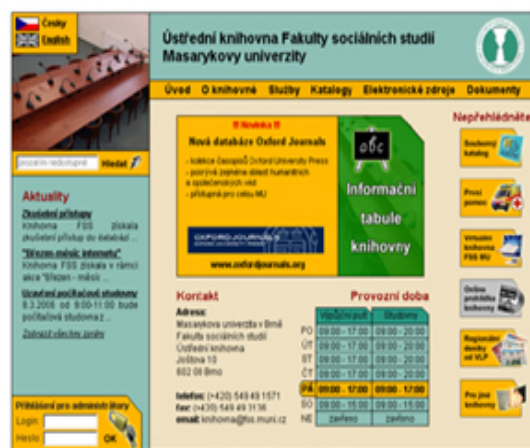 Česky
English
Ústřední knihovna Fakulty sociálních studií
Masarykovy univerzity
Úvod O knihovně Služby Katalogy Elektronické zdroje Dokumenty
prozatím nedostupné Hledat
Aktuality
Zkušební přístupy
Knihovna FSS získala
zkušební přístup do databází ...
"Březen-měsíc internetu"
Knihovna FSS získala v rámci
akce "Březen - měsíc ...
Uzavření počítačové studovny
8.3.2006 od 9:00-11:00 bude
počítačová studovna z ...
Zobrazit všechny zprávy
Přihlášení pro administrátory
Login:
Heslo: OK
!!! Novinka !!!
Nová databáze Oxford Journals
- kolekce časopisů Oxford University Press
- pokrývá zejména oblast humanitních
a společenských věd
- přístupná pro celou MU
OXFORD JOURNALS
www.oxfordjournals.org
abc
Informační
tabule
knihovny
Kontakt
Adresa:
Masarykova univerzita v Brně
Fakulta sociálních studií
Ústřední knihovna
Joštova 10
602 00 Brno
telefon: (+420) 549 49 1571
fax: (+420) 549 49 3136
email: knihovna@fss.muni.cz
Provozní doba
Výpůjční pult Studovna
PO 09:00 - 17:00 09:00 - 20:00
ÚT 09:00 - 17:00 09:00 - 20:00
ST 09:00 - 17:00 09:00 - 20:00
ČT 09:00 - 17:00 09:00 - 20:00
PÁ 09:00 - 17:00 09:00 - 17:00
SO 09:00 - 15:00 09:00 - 15:00
NE zavřeno zavřeno
Nepřehlédněte
Souborný
katalog
První
pomoc
Virtuální
knihovna
FSS MU
Online
prohlídka
knihovny
Regionální
deníky
od VLP
Pro jiné
knihovny